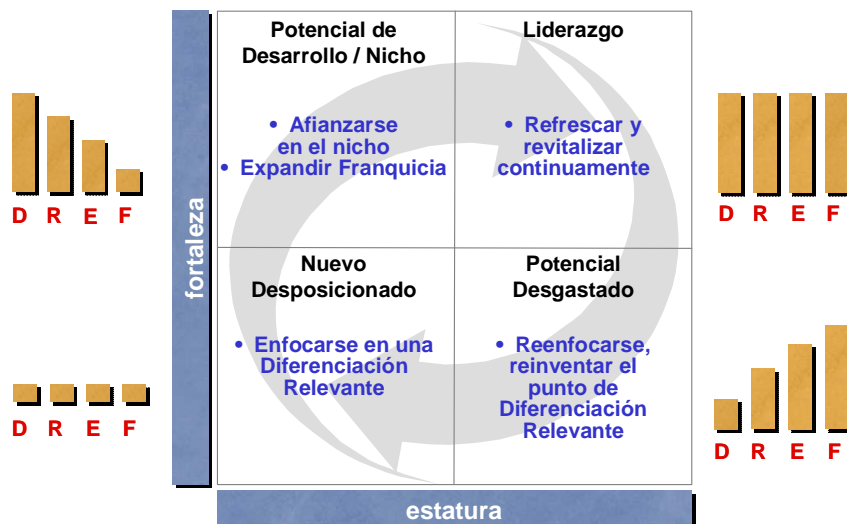 Potencial de
Desarrollo / Nicho
Liderazgo
• Afianzarse
en el nicho
• Expandir Franquicia
• Refrescar y
revitalizar
continuamente
D R E F
D R E F
fortaleza
Nuevo
Desposicionado
Potencial
Desgastado
• Enfocarse en una
Diferenciación
Relevante
• Reenfocarse,
reinventar el
punto de
Diferenciación
Relevante
D R E F
D R E F
estatura